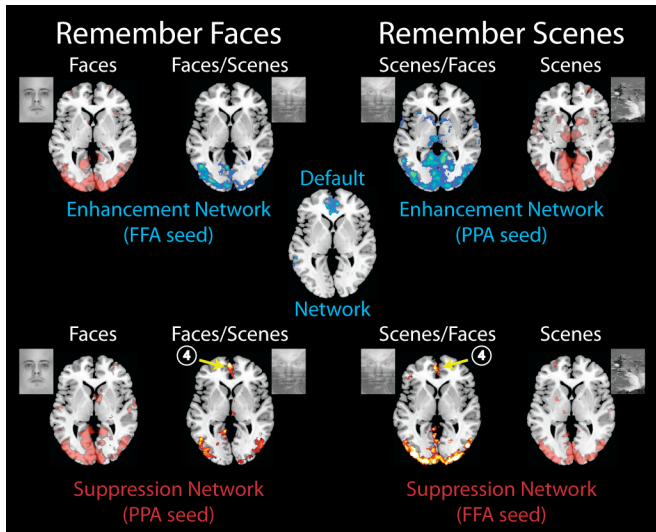 Remember Faces
Remember Scenes
Faces
Faces/Scenes
Scenes/Faces
Scenes
Enhancement Network
(FFA seed)
Default
Network
Enhancement Network
(PPA seed)
Faces
Faces/Scenes
Scenes/Faces
Scenes
4
4
Suppression Network
(PPA seed)
Suppression Network
(FFA seed)